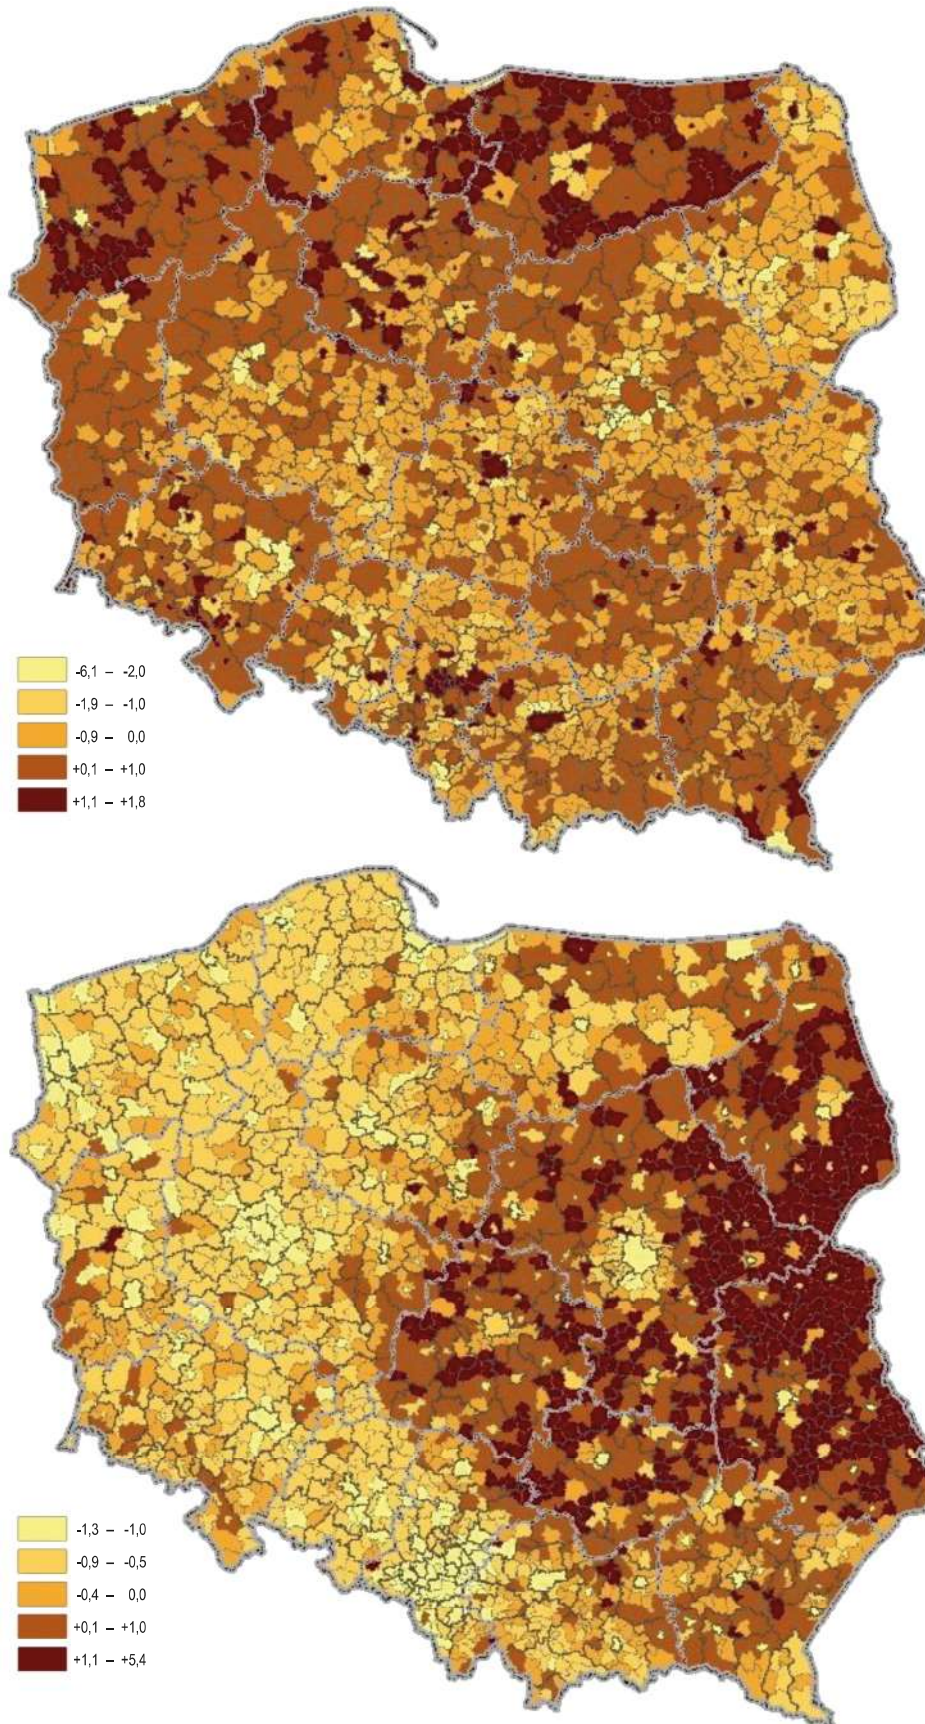 -6,1 – -2,0
-1,9 – -1,0
-0,9 – 0,0
+0,1 – +1,0
+1,1 – +1,8
-1,3 – -1,0
-0,9 – -0,5
-0,4 – 0,0
+0,1 – +1,0
+1,1 – +5,4